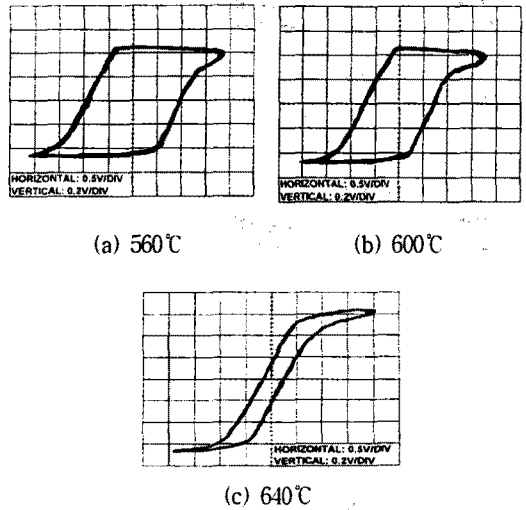 HORIZONTAL: 0.5V/DIV
VERTICAL: 0.2V/DIV
HORIZONTAL: 0.5V/DIV
VERTICAL: 0.2V/DIV
(a) 560℃
(b) 600℃
HORIZONTAL: 0.5V/DIV
VERTICAL: 0.2V/DIV
(c) 640℃